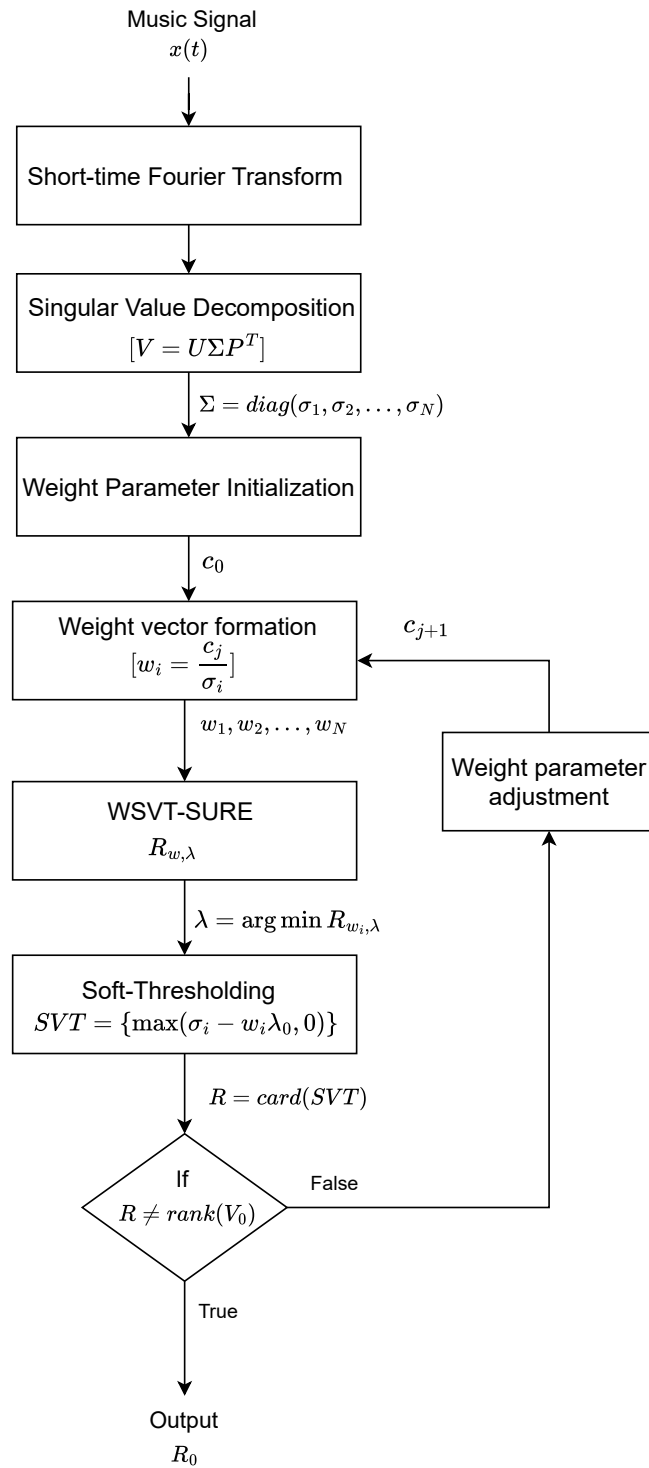 Music Signal
x(t)
Short-time Fourier Transform
Singular Value Decomposition
[V = UΣP^T]
Σ = diag(σ_1, σ_2, . . . , σ_N)
Weight Parameter Initialization
c_0
Weight vector formation
[w_i = c_j / σ_i]
c_{j+1}
w_1, w_2, . . . , w_N
Weight parameter
adjustment
WSVT-SURE
R_{w,λ}
λ = arg min R_{w_i,λ}
Soft-Thresholding
SVT = {max(σ_i − w_iλ_0, 0)}
R = card(SVT)
If
R ≠ rank(V_0)
False
True
Output
R_0